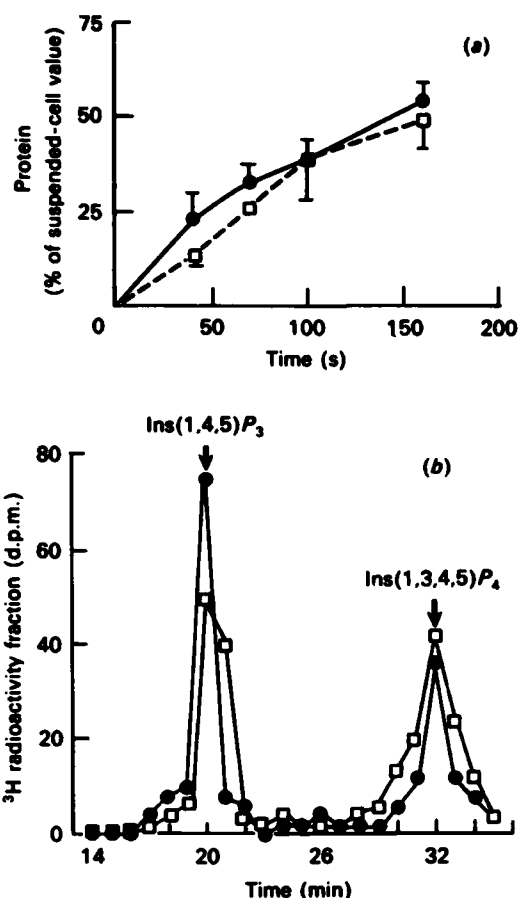 (a)
Protein
(% of suspended-cell value)
75
50
25
0
50
100
150
200
Time (s)
(b)
Ins(1,4,5)P₃
Ins(1,3,4,5)P₄
³H radioactivity fraction (d.p.m.)
80
60
40
20
0
14
20
26
32
Time (min)